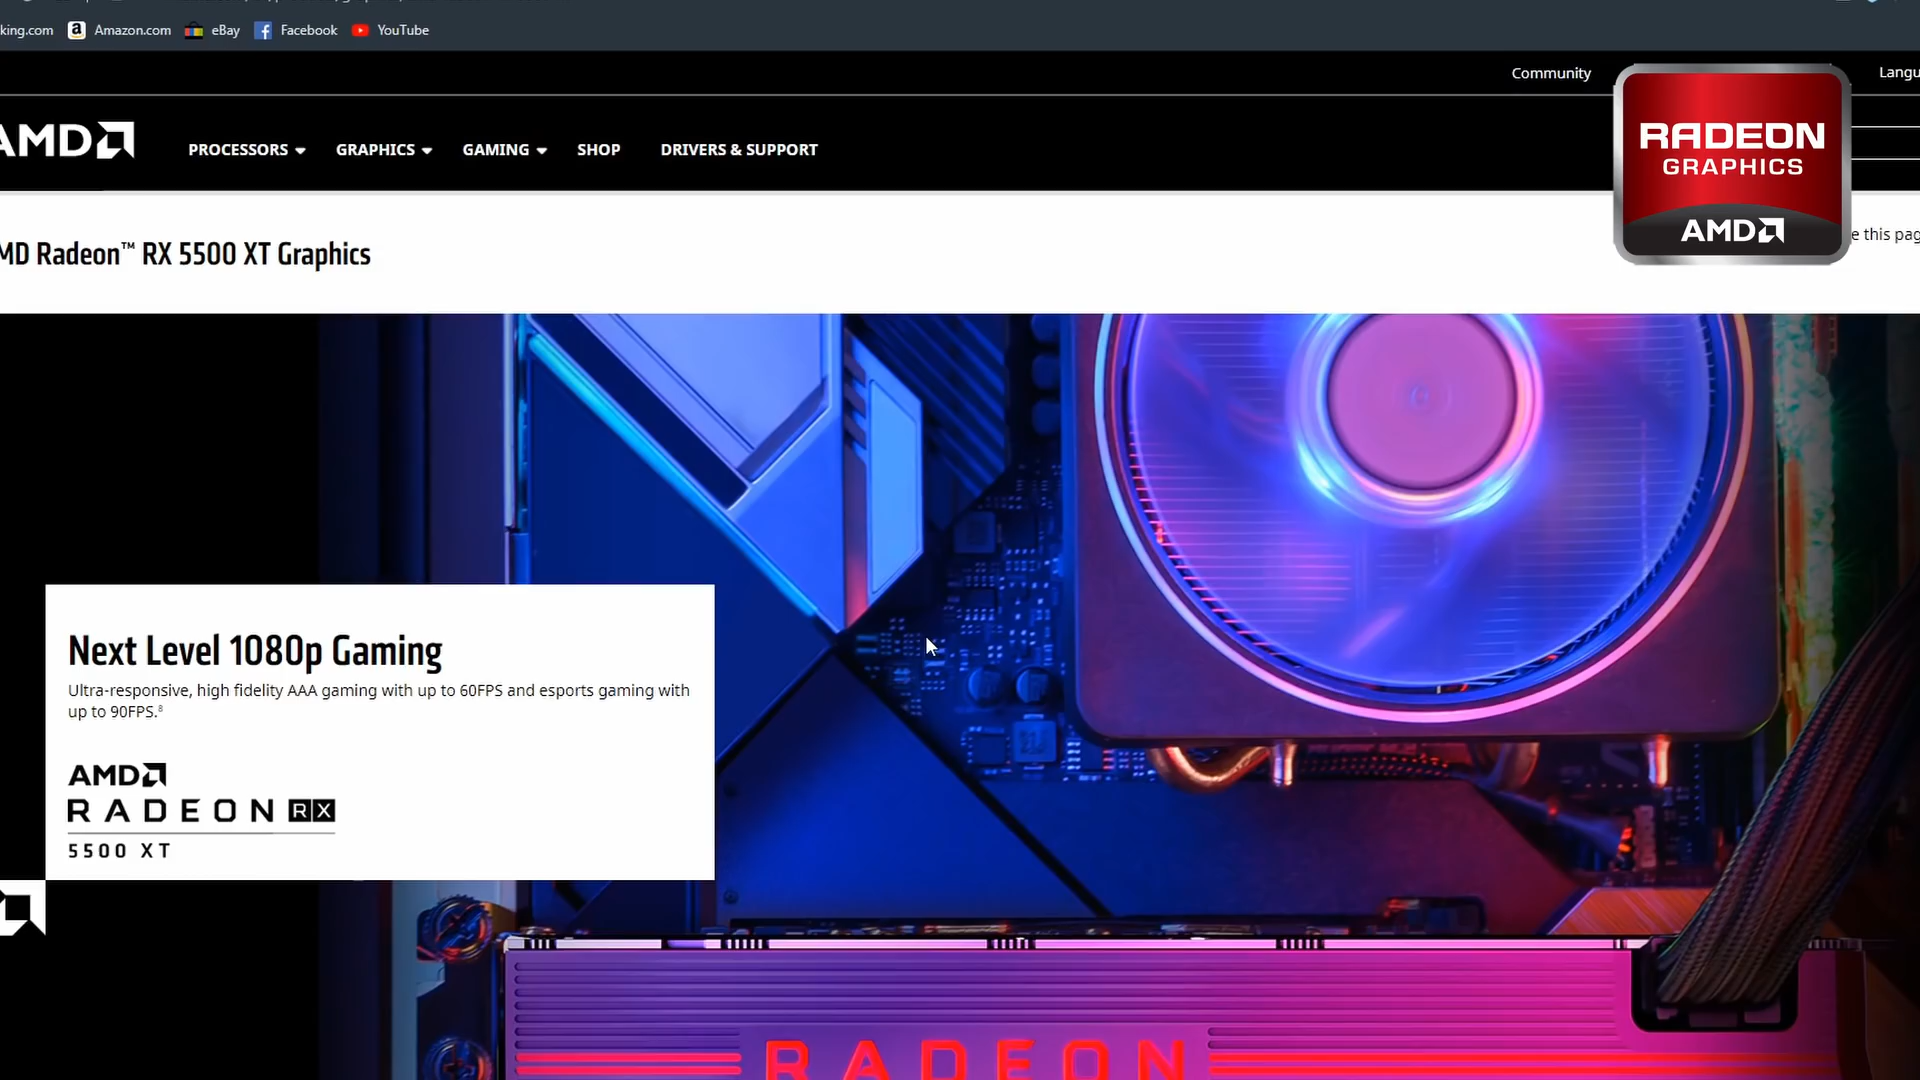 king.com Amazon.com eBay Facebook YouTube
Community Langu
AMD
PROCESSORS GRAPHICS GAMING SHOP DRIVERS & SUPPORT
RADEON
GRAPHICS
AMD
MD Radeon™ RX 5500 XT Graphics
e this pag
Next Level 1080p Gaming
Ultra-responsive, high fidelity AAA gaming with up to 60FPS and esports gaming with
up to 90FPS.⁸
AMD
RADEON RX
5500 XT
RADEON